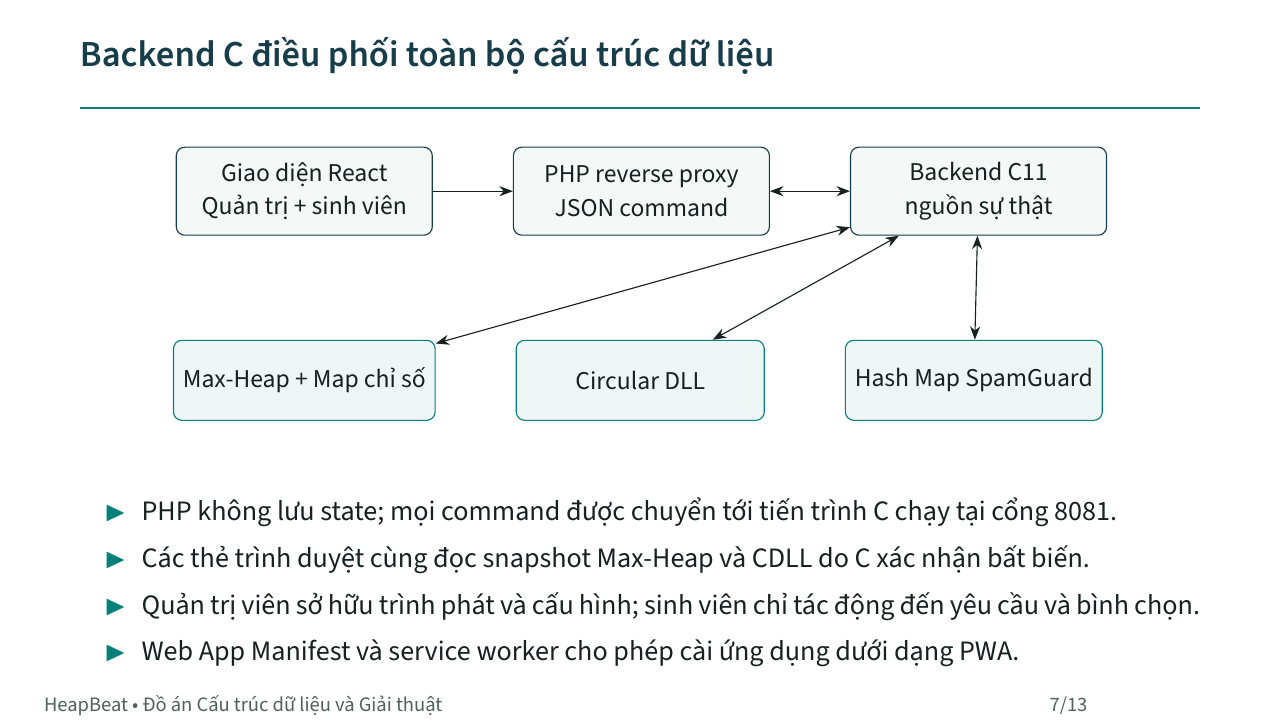 Backend C điều phối toàn bộ cấu trúc dữ liệu
Giao diện React
Quản trị + sinh viên
PHP reverse proxy
JSON command
Backend C11
nguồn sự thật
Max-Heap + Map chỉ số
Circular DLL
Hash Map SpamGuard
► PHP không lưu state; mọi command được chuyển tới tiến trình C chạy tại cổng 8081.
► Các thẻ trình duyệt cùng đọc snapshot Max-Heap và CDLL do C xác nhận bất biến.
► Quản trị viên sở hữu trình phát và cấu hình; sinh viên chỉ tác động đến yêu cầu và bình chọn.
► Web App Manifest và service worker cho phép cài ứng dụng dưới dạng PWA.
HeapBeat • Đồ án Cấu trúc dữ liệu và Giải thuật
7/13